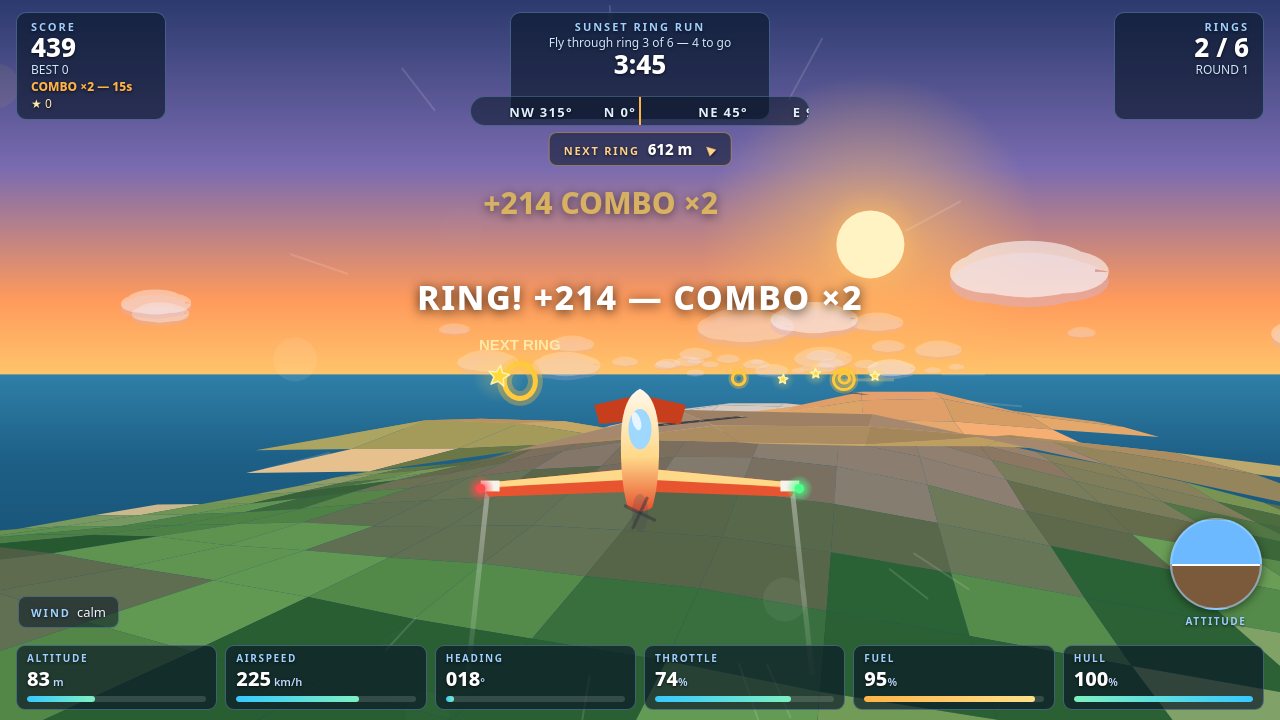 SCORE
439
BEST 0
COMBO ×2 — 15s
★ 0
SUNSET RING RUN
Fly through ring 3 of 6 — 4 to go
3:45
RINGS
2 / 6
ROUND 1
NW 315° N 0° NE 45° E
NEXT RING 612 m
+214 COMBO ×2
RING! +214 — COMBO ×2
NEXT RING
ATTITUDE
WIND calm
ALTITUDE
83 m
AIRSPEED
225 km/h
HEADING
018°
THROTTLE
74%
FUEL
95%
HULL
100%